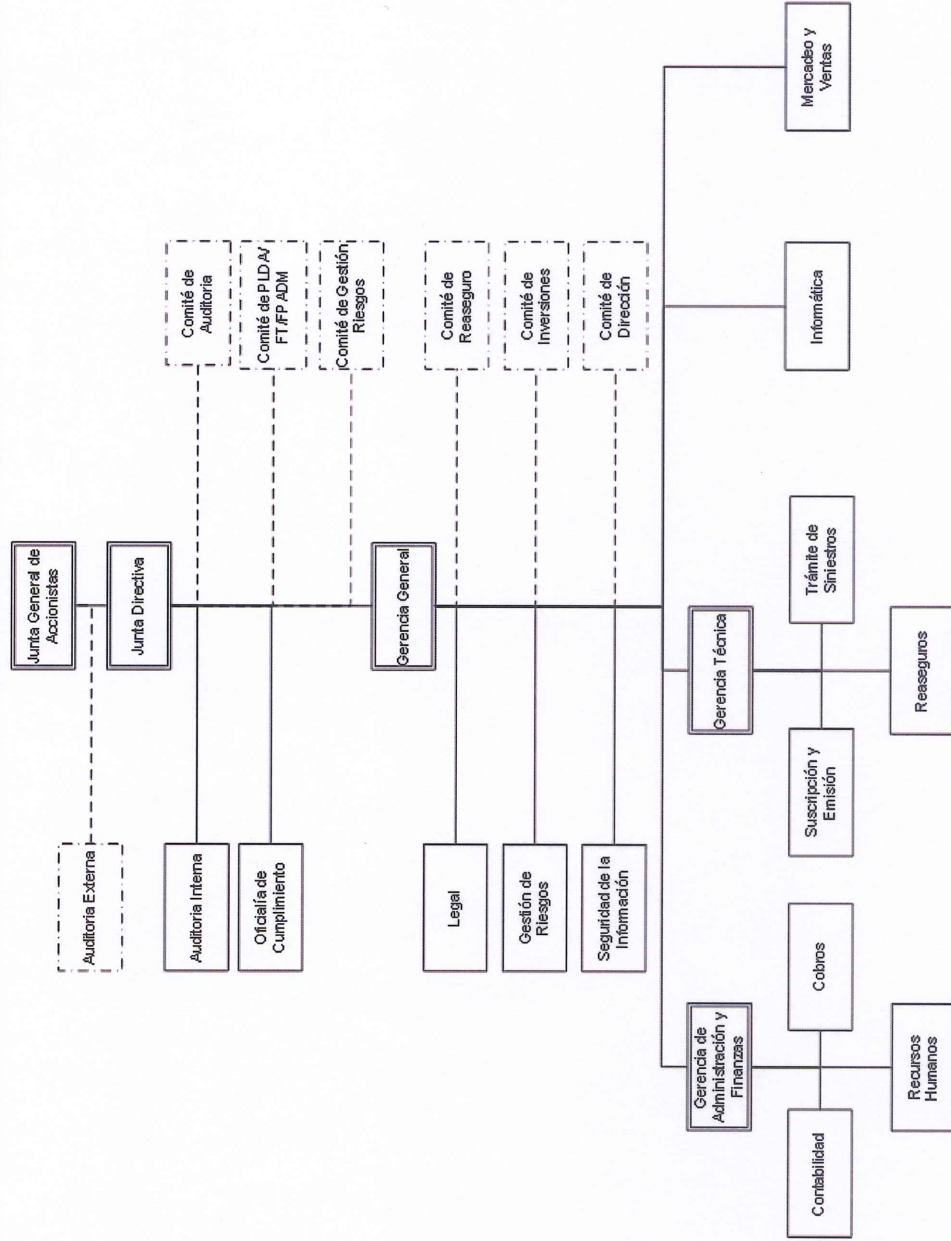 Junta General de
Accionistas
Auditoria Externa
Junta Directiva
Auditoria Interna
Comité de
Auditoria
Oficialía de
Cumplimiento
Comité de PLDA/
FT/FPADM
Comité de Gestión
Riesgos
Gerencia General
Legal
Comité de
Reaseguro
Gestión de
Riesgos
Comité de
Inversiones
Seguridad de la
Información
Comité de
Dirección
Gerencia de
Administración y
Finanzas
Gerencia Técnica
Informática
Mercadeo y
Ventas
Contabilidad
Cobros
Suscripción y
Emisión
Trámite de
Siniestros
Recursos
Humanos
Reaseguros